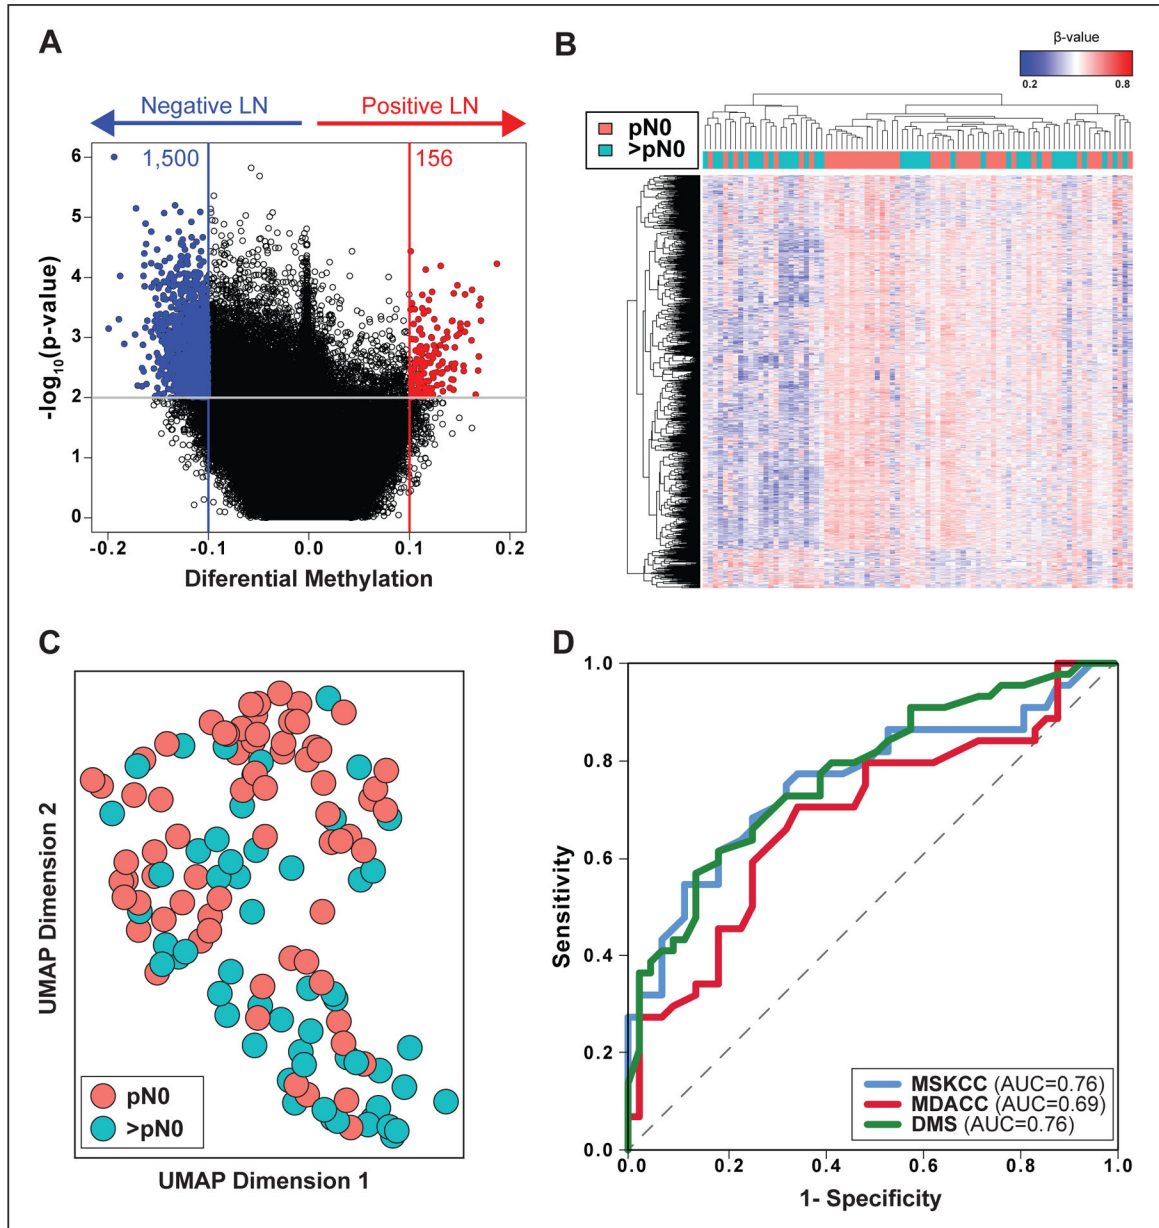 A
Negative LN
Positive LN
1,500
156
6
5
4
3
2
1
0
-log10(p-value)
-0.2
-0.1
0.0
0.1
0.2
Diferential Methylation
B
β-value
0.2
0.8
pN0
>pN0
C
UMAP Dimension 2
pN0
>pN0
UMAP Dimension 1
D
1.0
0.8
0.6
0.4
0.2
0.0
Sensitivity
MSKCC (AUC=0.76)
MDACC (AUC=0.69)
DMS (AUC=0.76)
0.0
0.2
0.4
0.6
0.8
1.0
1- Specificity